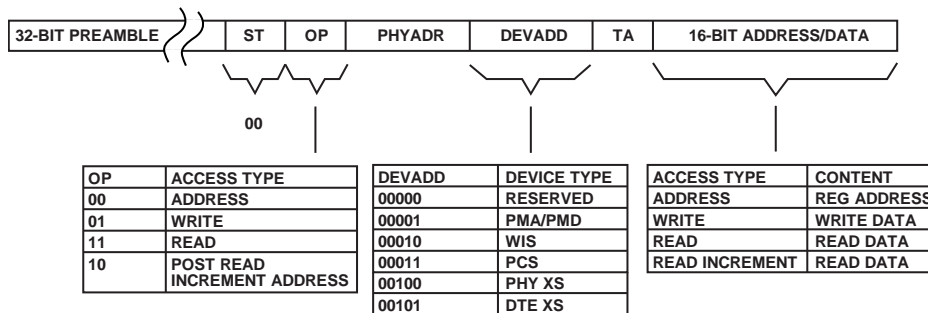 32-BIT PREAMBLE ST OP PHYADR DEVADD TA 16-BIT ADDRESS/DATA
00
OP ACCESS TYPE
00 ADDRESS
01 WRITE
11 READ
10 POST READ
INCREMENT ADDRESS
DEVADD DEVICE TYPE
00000 RESERVED
00001 PMA/PMD
00010 WIS
00011 PCS
00100 PHY XS
00101 DTE XS
ACCESS TYPE CONTENT
ADDRESS REG ADDRESS
WRITE WRITE DATA
READ READ DATA
READ INCREMENT READ DATA